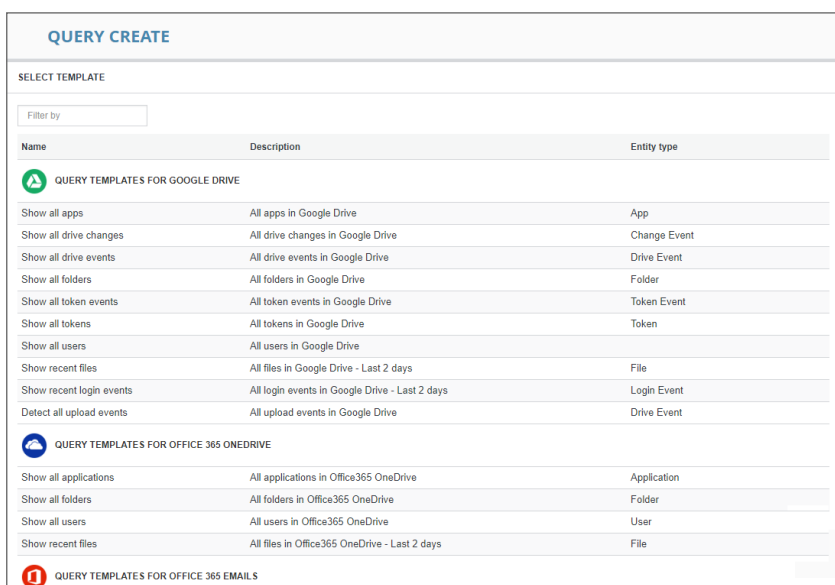 QUERY CREATE
SELECT TEMPLATE
Filter by
Name Description Entity type
QUERY TEMPLATES FOR GOOGLE DRIVE
Show all apps All apps in Google Drive App
Show all drive changes All drive changes in Google Drive Change Event
Show all drive events All drive events in Google Drive Drive Event
Show all folders All folders in Google Drive Folder
Show all token events All token events in Google Drive Token Event
Show all tokens All tokens in Google Drive Token
Show all users All users in Google Drive
Show recent files All files in Google Drive - Last 2 days File
Show recent login events All login events in Google Drive - Last 2 days Login Event
Detect all upload events All upload events in Google Drive Drive Event
QUERY TEMPLATES FOR OFFICE 365 ONEDRIVE
Show all applications All applications in Office365 OneDrive Application
Show all folders All folders in Office365 OneDrive Folder
Show all users All users in Office365 OneDrive User
Show recent files All files in Office365 OneDrive - Last 2 days File
QUERY TEMPLATES FOR OFFICE 365 EMAILS